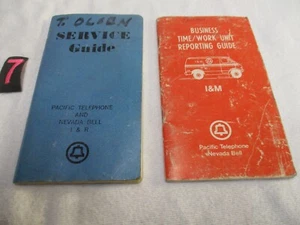 7
T. OLSEN
SERVICE
Guide
PACIFIC TELEPHONE
AND
NEVADA BELL
I & R
BUSINESS
TIME/WORK UNIT
REPORTING GUIDE
I&M
Pacific Telephone
Nevada Bell